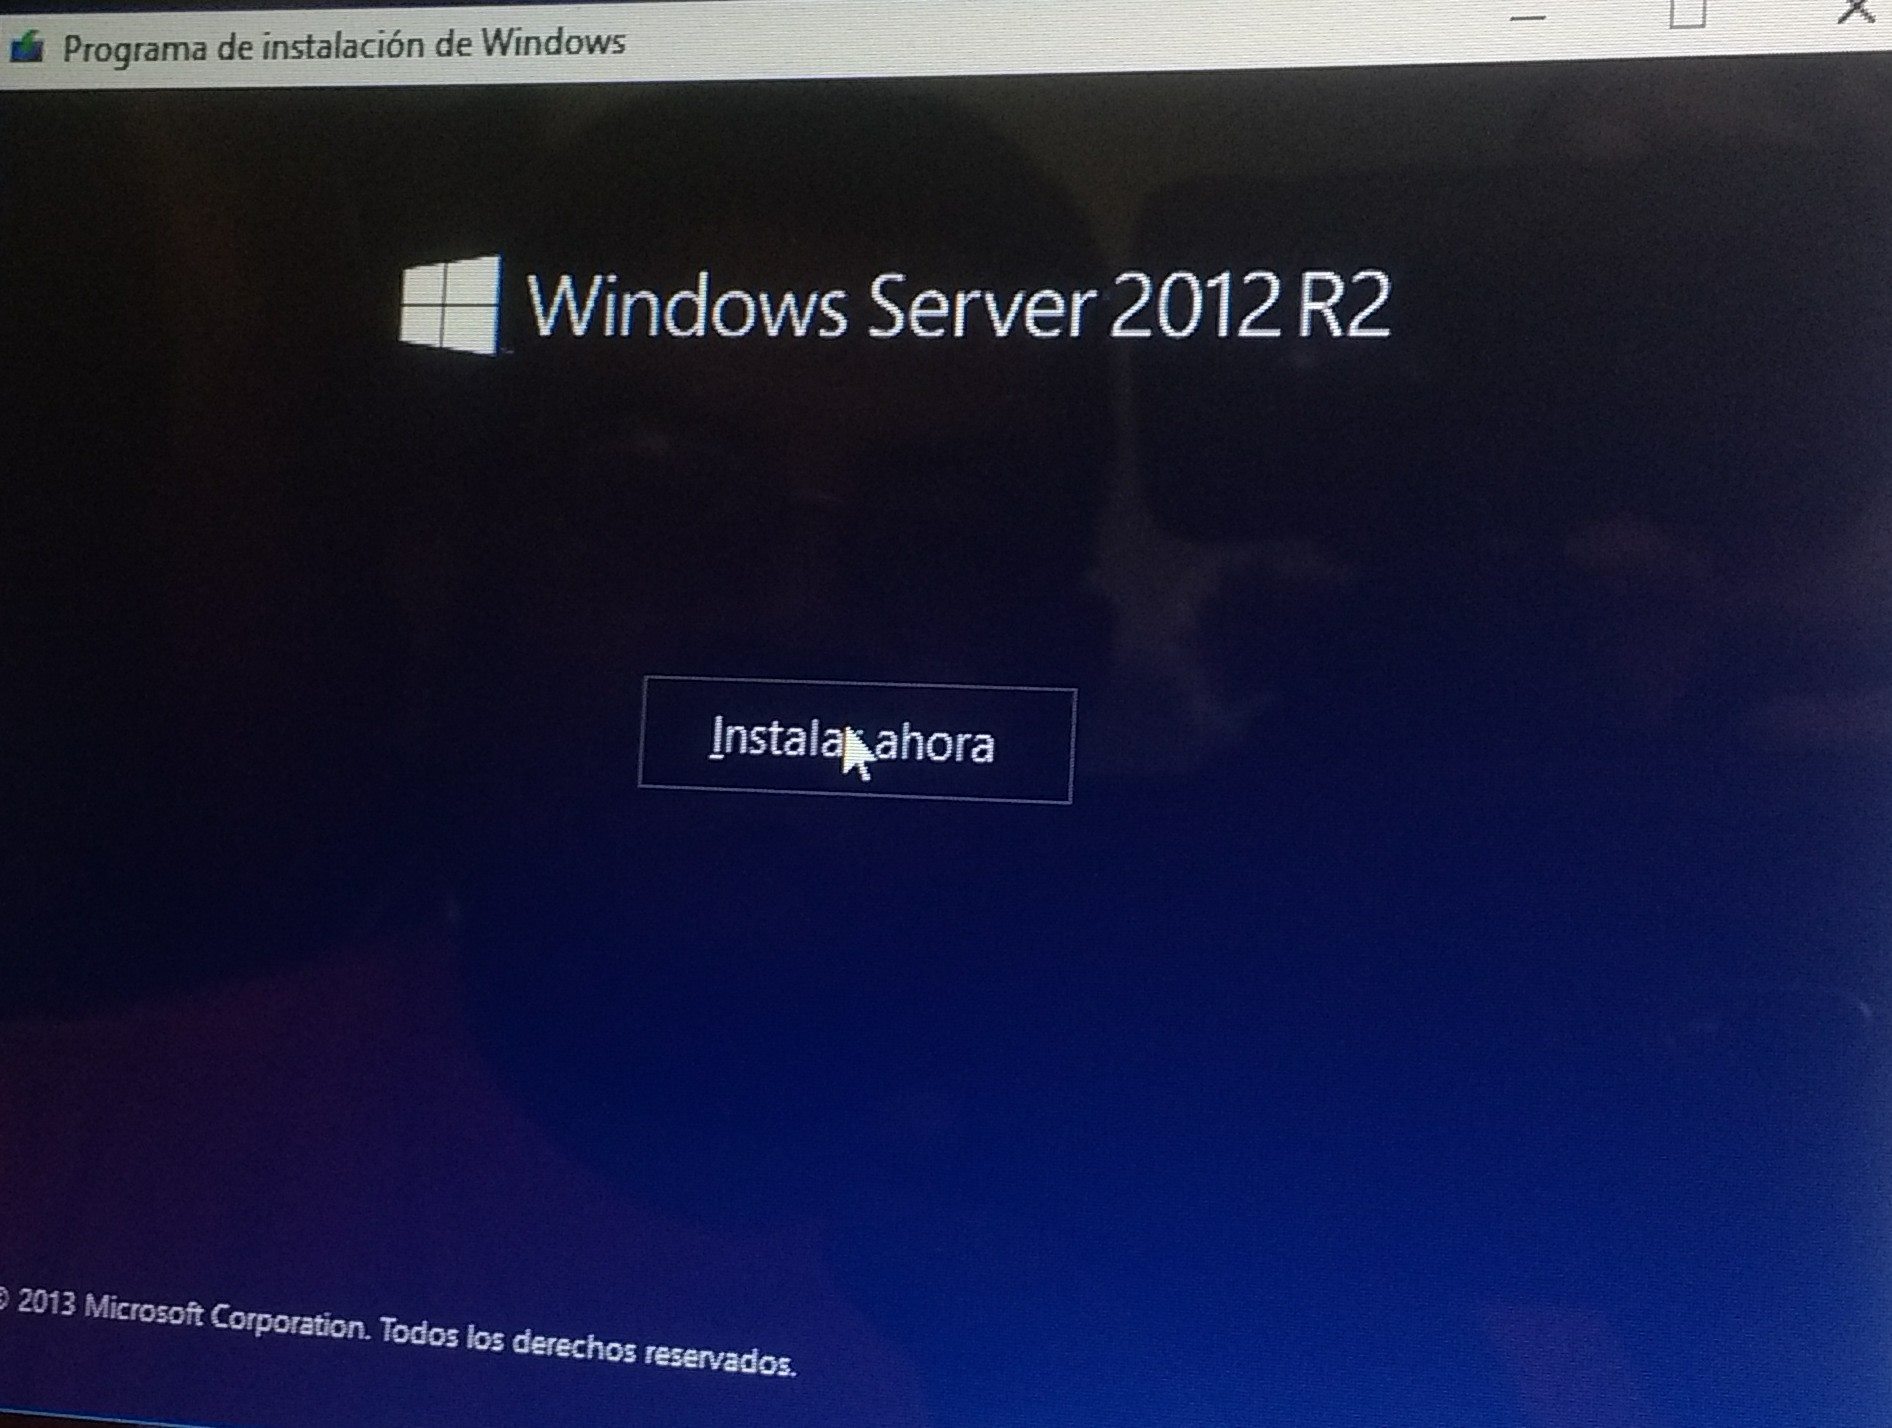 Programa de instalación de Windows
Windows Server 2012 R2
Instalar ahora
© 2013 Microsoft Corporation. Todos los derechos reservados.